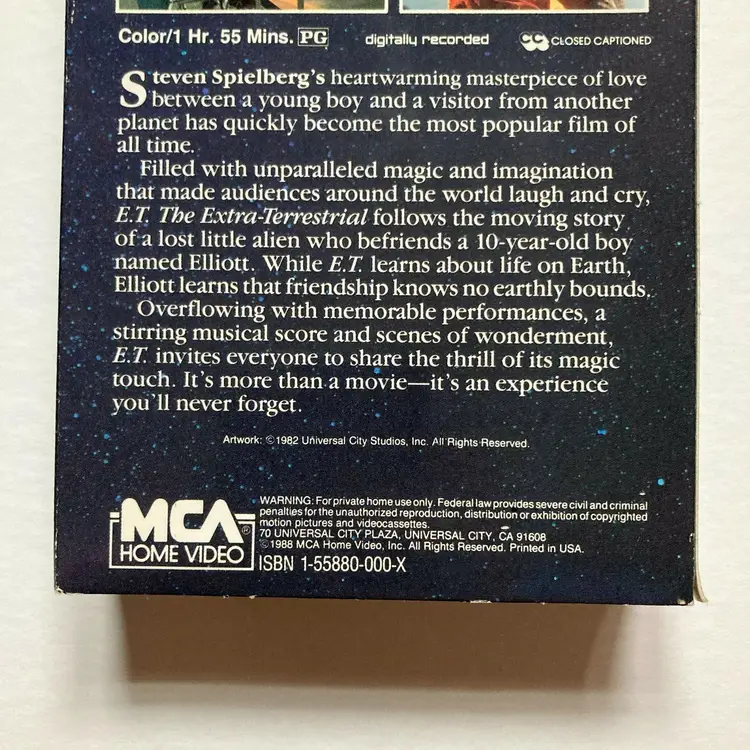 Color/1 Hr. 55 Mins. PG digitally recorded CC CLOSED CAPTIONED
Steven Spielberg's heartwarming masterpiece of love
between a young boy and a visitor from another
planet has quickly become the most popular film of
all time.
Filled with unparalleled magic and imagination
that made audiences around the world laugh and cry,
E.T. The Extra-Terrestrial follows the moving story
of a lost little alien who befriends a 10-year-old boy
named Elliott. While E.T. learns about life on Earth,
Elliott learns that friendship knows no earthly bounds.
Overflowing with memorable performances, a
stirring musical score and scenes of wonderment,
E.T. invites everyone to share the thrill of its magic
touch. It's more than a movie—it's an experience
you'll never forget.
Artwork: ©1982 Universal City Studios, Inc. All Rights Reserved.
MCA®
HOME VIDEO
WARNING: For private home use only. Federal law provides severe civil and criminal
penalties for the unauthorized reproduction, distribution or exhibition of copyrighted
motion pictures and videocassettes.
70 UNIVERSAL CITY PLAZA, UNIVERSAL CITY, CA 91608
©1988 MCA Home Video, Inc. All Rights Reserved. Printed in USA.
ISBN 1-55880-000-X